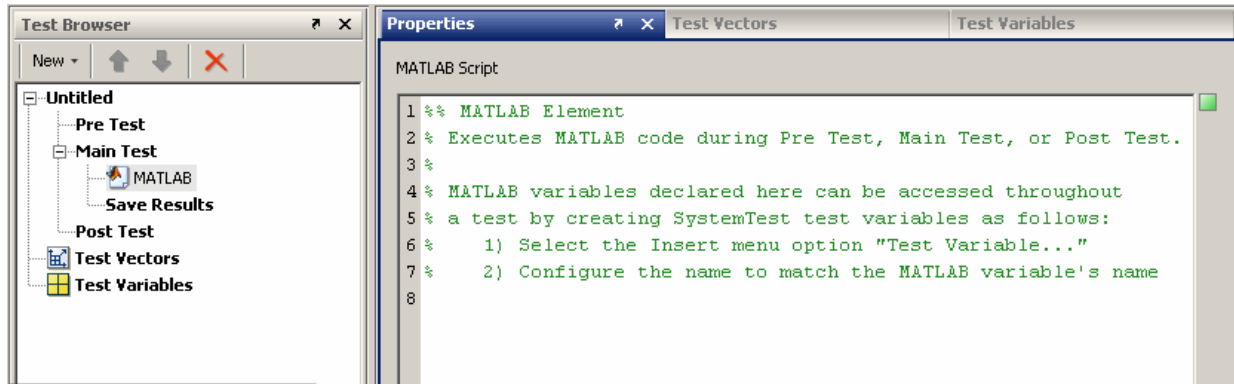 Test Browser
New
Untitled
Pre Test
Main Test
MATLAB
Save Results
Post Test
Test Vectors
Test Variables
Properties
Test Vectors
Test Variables
MATLAB Script
1 %% MATLAB Element
2 % Executes MATLAB code during Pre Test, Main Test, or Post Test.
3 %
4 % MATLAB variables declared here can be accessed throughout
5 % a test by creating SystemTest test variables as follows:
6 %    1) Select the Insert menu option "Test Variable..."
7 %    2) Configure the name to match the MATLAB variable's name
8